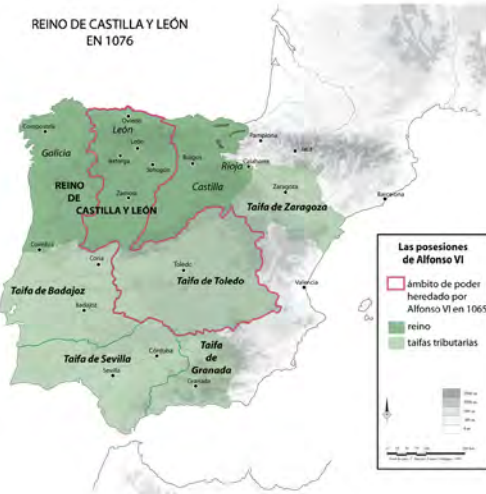 REINO DE CASTILLA Y LEÓN
EN 1076
Compostela
Oviedo
León
León
Galicia
Astorga
Sahagún
Burgos
Rioja
Pamplona
Jaca
Calahorra
REINO
DE
CASTILLA Y LEÓN
Castilla
Zamora
Zaragoza
Taifa de Zaragoza
Barcelona
Coimbra
Coria
Toledo
Taifa de Toledo
Valencia
Taifa de Badajoz
Badajoz
Taifa de Sevilla
Sevilla
Córdoba
Taifa
de
Granada
Granada
Las posesiones
de Alfonso VI
ámbito de poder
heredado por
Alfonso VI en 1065
reino
taifas tributarias